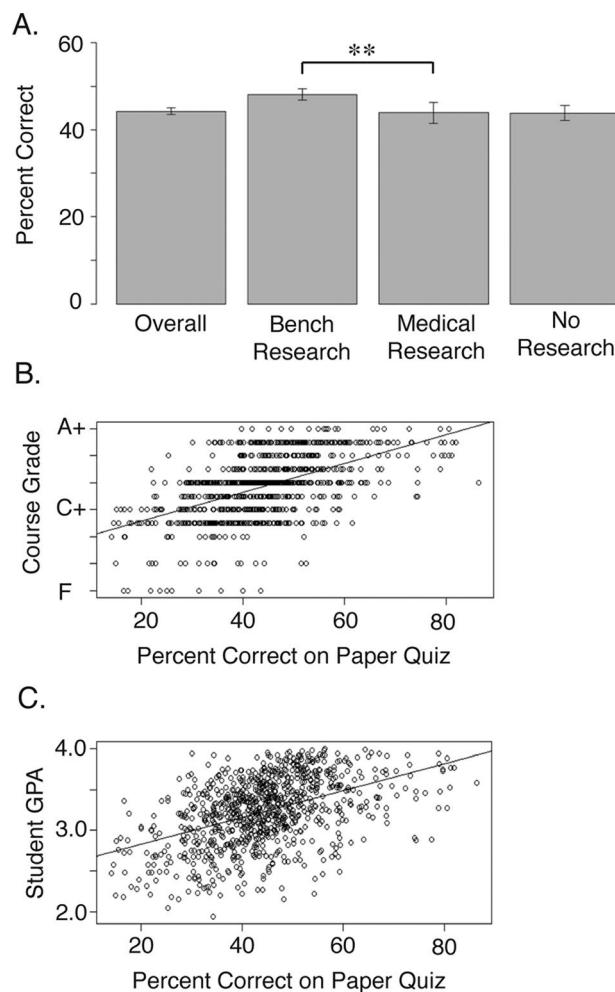 A.
Percent Correct
60
40
20
0
**
Overall
Bench
Research
Medical
Research
No
Research
B.
Course Grade
A+
C+
F
20 40 60 80
Percent Correct on Paper Quiz
C.
Student GPA
4.0
3.0
2.0
20 40 60 80
Percent Correct on Paper Quiz